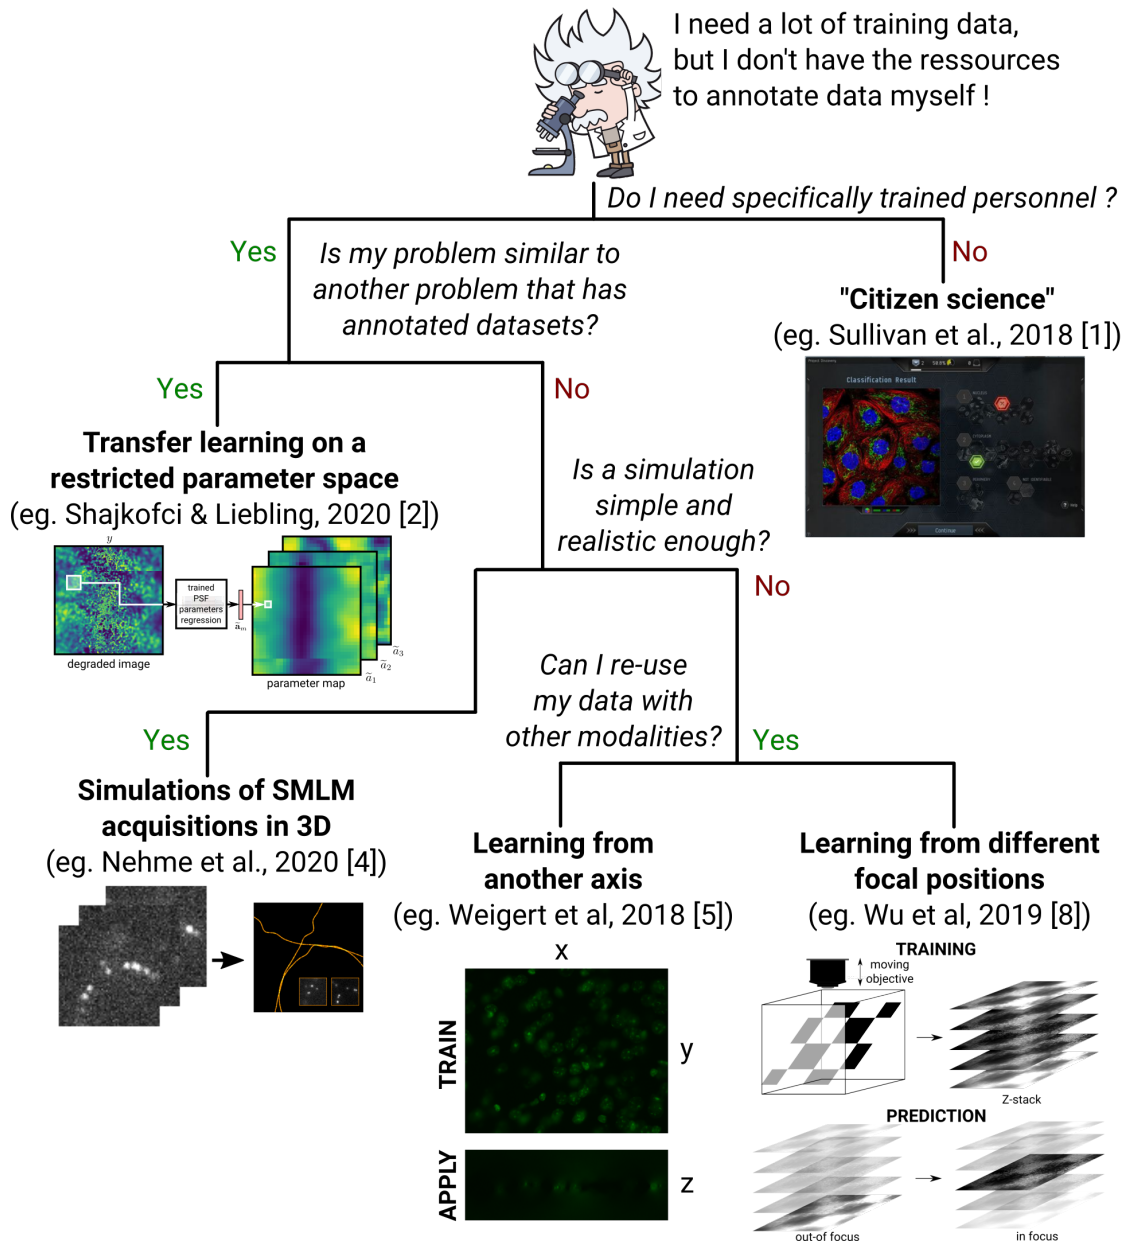 I need a lot of training data,
but I don't have the ressources
to annotate data myself !
Do I need specifically trained personnel ?
Yes
No
Is my problem similar to
another problem that has
annotated datasets?
"Citizen science"
(eg. Sullivan et al., 2018 [1])
Classification Result
Continue
Yes
No
Transfer learning on a
restricted parameter space
(eg. Shajkofci & Liebling, 2020 [2])
y
trained
PSF
parameters
regression
degraded image
parameter map
Is a simulation
simple and
realistic enough?
No
Yes
Can I re-use
my data with
other modalities?
Yes
Simulations of SMLM
acquisitions in 3D
(eg. Nehme et al., 2020 [4])
Learning from
another axis
(eg. Weigert et al, 2018 [5])
x
TRAIN
y
APPLY
z
Learning from different
focal positions
(eg. Wu et al, 2019 [8])
TRAINING
moving
objective
Z-stack
PREDICTION
out-of focus
in focus